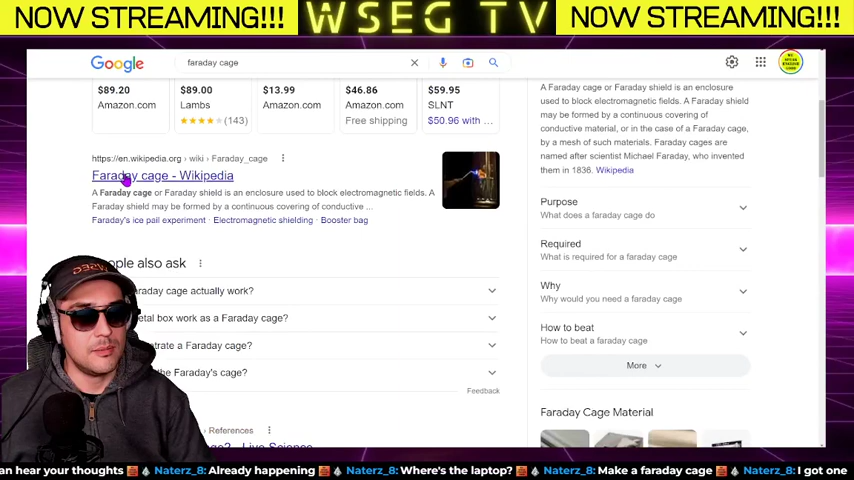 NOW STREAMING!!!
WSEG TV
NOW STREAMING!!!
Google
faraday cage
$89.20
Amazon.com
$89.00
Lambs
(143)
$13.99
Amazon.com
$46.86
Amazon.com
Free shipping
$59.95
SLNT
$50.96 with ...
https://en.wikipedia.org › wiki › Faraday_cage
Faraday cage - Wikipedia
A Faraday cage or Faraday shield is an enclosure used to block electromagnetic fields. A
Faraday shield may be formed by a continuous covering of conductive ...
Faraday's ice pail experiment · Electromagnetic shielding · Booster bag
ople also ask
raday cage actually work?
etal box work as a Faraday cage?
trate a Faraday cage?
the Faraday's cage?
Feedback
› References
- Live Science
A Faraday cage or Faraday shield is an enclosure
used to block electromagnetic fields. A Faraday shield
may be formed by a continuous covering of
conductive material, or in the case of a Faraday cage,
by a mesh of such materials. Faraday cages are
named after scientist Michael Faraday, who invented
them in 1836. Wikipedia
Purpose
What does a faraday cage do
Required
What is required for a faraday cage
Why
Why would you need a faraday cage
How to beat
How to beat a faraday cage
More
Faraday Cage Material
an hear your thoughts Naterz_8: Already happening Naterz_8: Where's the laptop? Naterz_8: Make a faraday cage Naterz_8: I got one